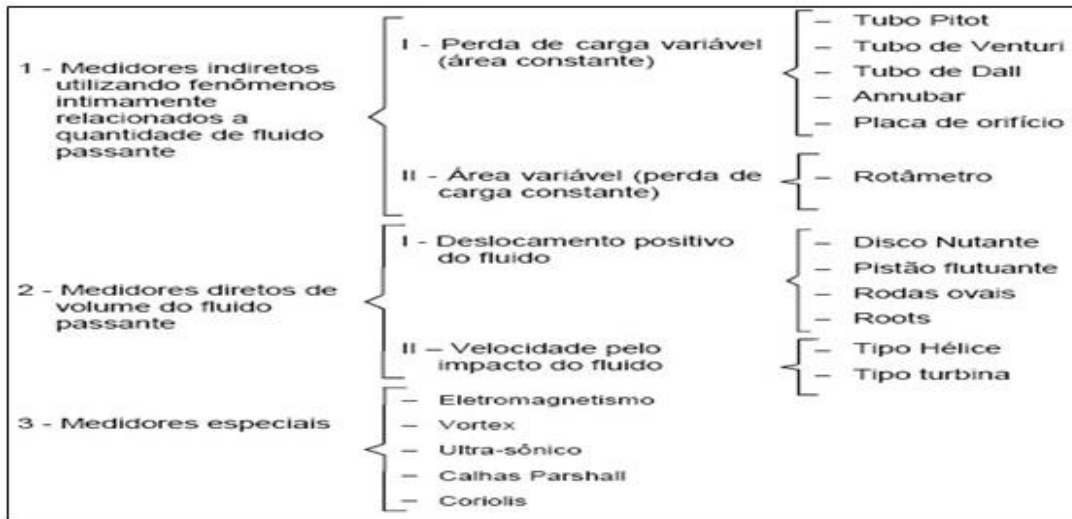 1 - Medidores indiretos
utilizando fenômenos
intimamente
relacionados a
quantidade de fluido
passante
I - Perda de carga variável
(área constante)
– Tubo Pitot
– Tubo de Venturi
– Tubo de Dall
– Annubar
– Placa de orifício
II - Área variável (perda de
carga constante)
– Rotâmetro
2 - Medidores diretos de
volume do fluido
passante
I - Deslocamento positivo
do fluido
– Disco Nutante
– Pistão flutuante
– Rodas ovais
– Roots
II – Velocidade pelo
impacto do fluido
– Tipo Hélice
– Tipo turbina
3 - Medidores especiais
– Eletromagnetismo
– Vortex
– Ultra-sônico
– Calhas Parshall
– Coriolis